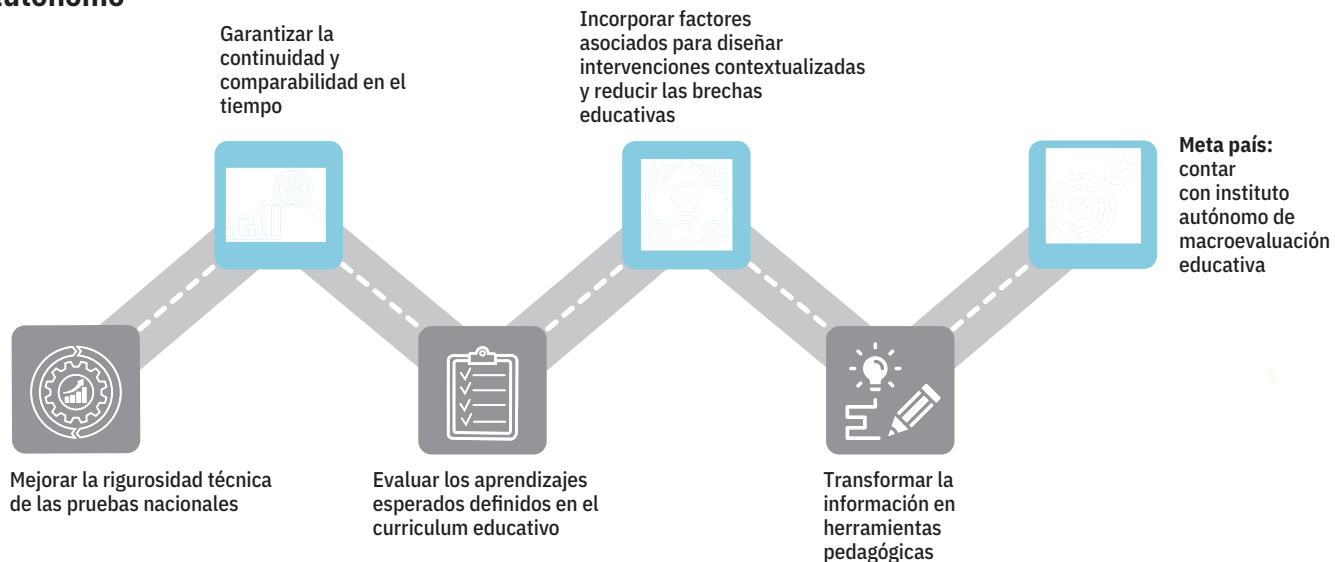 Garantizar la
continuidad y
comparabilidad en el
tiempo
Incorporar factores
asociados para diseñar
intervenciones contextualizadas
y reducir las brechas
educativas
Meta país:
contar
con instituto
autónomo de
macroevaluación
educativa
Mejorar la rigurosidad técnica
de las pruebas nacionales
Evaluar los aprendizajes
esperados definidos en el
curriculum educativo
Transformar la
información en
herramientas
pedagógicas